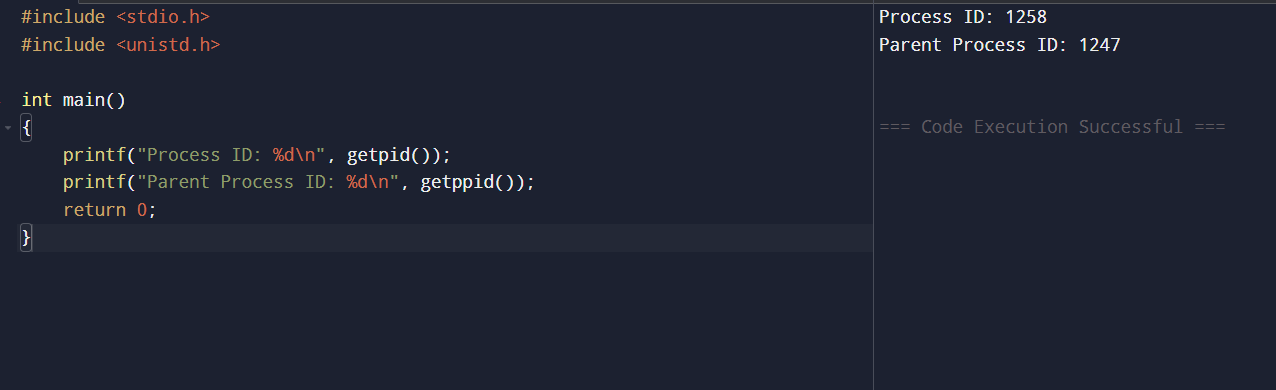 #include <stdio.h>
#include <unistd.h>
int main()
{
    printf("Process ID: %d\n", getpid());
    printf("Parent Process ID: %d\n", getppid());
    return 0;
}
Process ID: 1258
Parent Process ID: 1247
=== Code Execution Successful ===